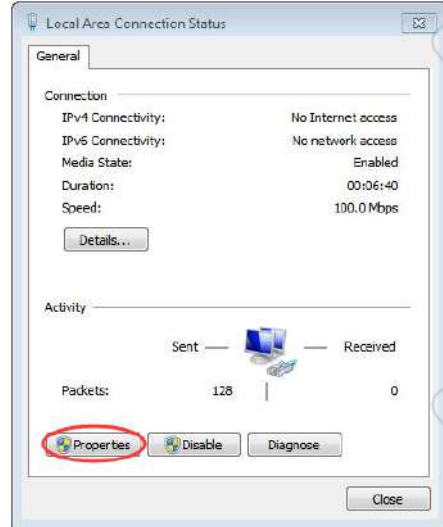 Local Area Connection Status
General
Connection
IPv4 Connectivity: No Internet access
IPv6 Connectivity: No network access
Media State: Enabled
Duration: 00:06:40
Speed: 100.0 Mbps
Details...
Activity
Sent Received
Packets: 128 0
Properties Disable Diagnose
Close